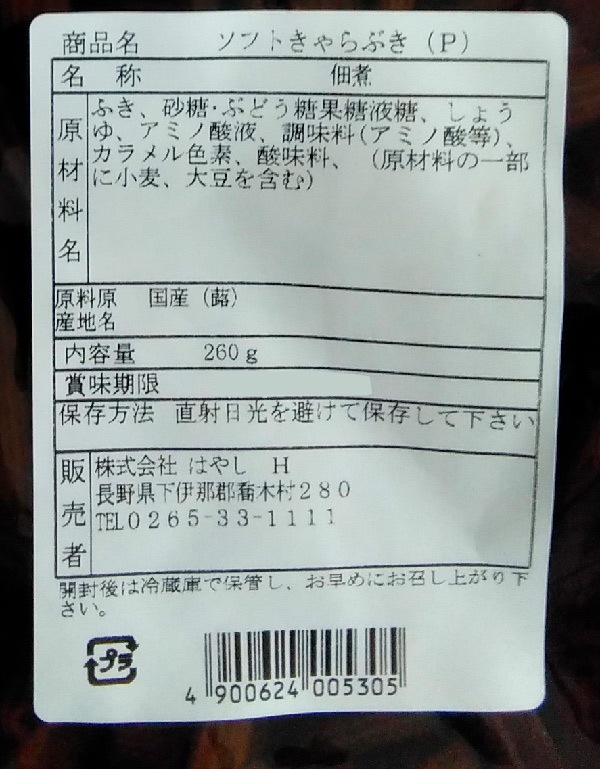 商品名 ソフトきゃらぶき（P）
名 称 佃煮
原材料名
ふき、砂糖・ぶどう糖果糖液糖、しょう
ゆ、アミノ酸液、調味料（アミノ酸等）、
カラメル色素、酸味料、（原材料の一部
に小麦、大豆を含む）
原料原 国産（蕗）
産地名
内容量 260g
賞味期限
保存方法 直射日光を避けて保存して下さい
販売者
株式会社 はやし H
長野県下伊那郡喬木村280
TEL0265-33-1111
開封後は冷蔵庫で保管し、お早めにお召し上がり下
さい。
プラ
4 900624 005305